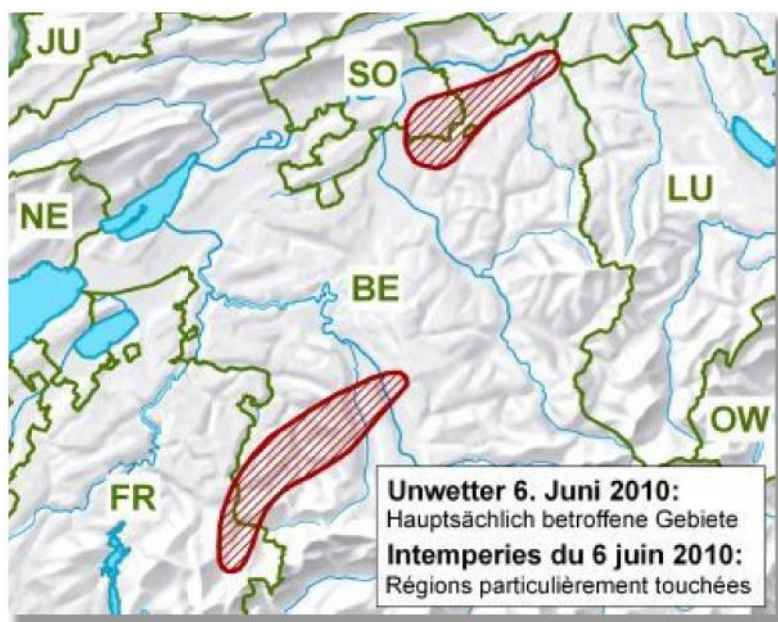 JU
SO
NE
LU
BE
OW
FR
Unwetter 6. Juni 2010:
Hauptsächlich betroffene Gebiete
Intemperies du 6 juin 2010:
Régions particulièrement touchées